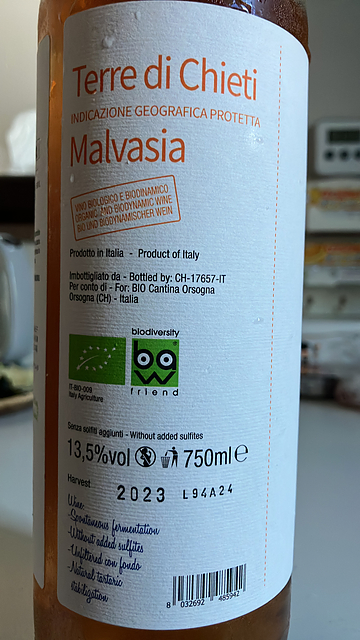 Terre di Chieti
INDICAZIONE GEOGRAFICA PROTETTA
Malvasia
VINO BIOLOGICO E BIODINAMICO
ORGANIC AND BIODYNAMIC WINE
BIO UND BIODYNAMISCHER WEIN
Prodotto in Italia - Product of Italy
Imbottigliato da - Bottled by: CH-17657-IT
Per conto di - For: BIO Cantina Orsogna
Orsogna (CH) - Italia
biodiversity
friend
IT-BIO-009
Italy Agriculture
Senza solfiti aggiunti - Without added sulfites
13,5%vol 750ml e
Harvest
2023 L94A24
Wine:
-Spontaneous fermentation
-Without added sulfites
-Unfiltered con fondo
-Natural tartaric
stabilization
8 032692 485942